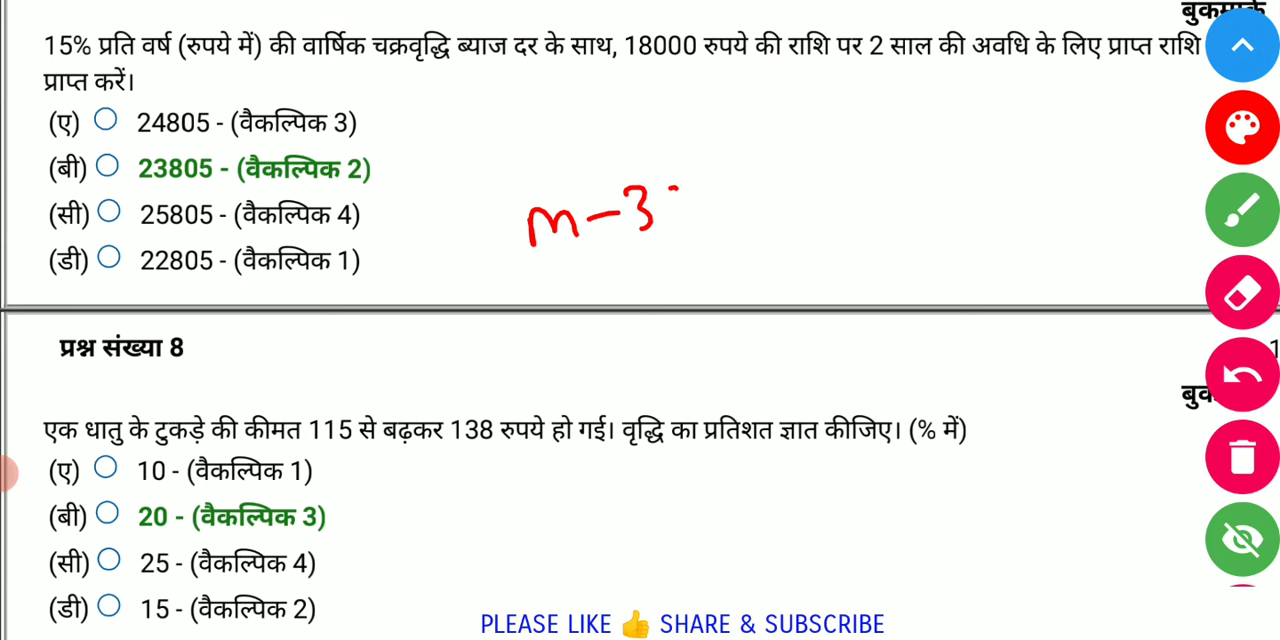 15% प्रति वर्ष (रुपये में) की वार्षिक चक्रवृद्धि ब्याज दर के साथ, 18000 रुपये की राशि पर 2 साल की अवधि के लिए प्राप्त राशि
प्राप्त करें।
(ए) 24805 - (वैकल्पिक 3)
(बी) 23805 - (वैकल्पिक 2)
(सी) 25805 - (वैकल्पिक 4)
(डी) 22805 - (वैकल्पिक 1)
m-3
प्रश्न संख्या 8
एक धातु के टुकड़े की कीमत 115 से बढ़कर 138 रुपये हो गई। वृद्धि का प्रतिशत ज्ञात कीजिए। (% में)
(ए) 10 - (वैकल्पिक 1)
(बी) 20 - (वैकल्पिक 3)
(सी) 25 - (वैकल्पिक 4)
(डी) 15 - (वैकल्पिक 2)
PLEASE LIKE 👍 SHARE & SUBSCRIBE